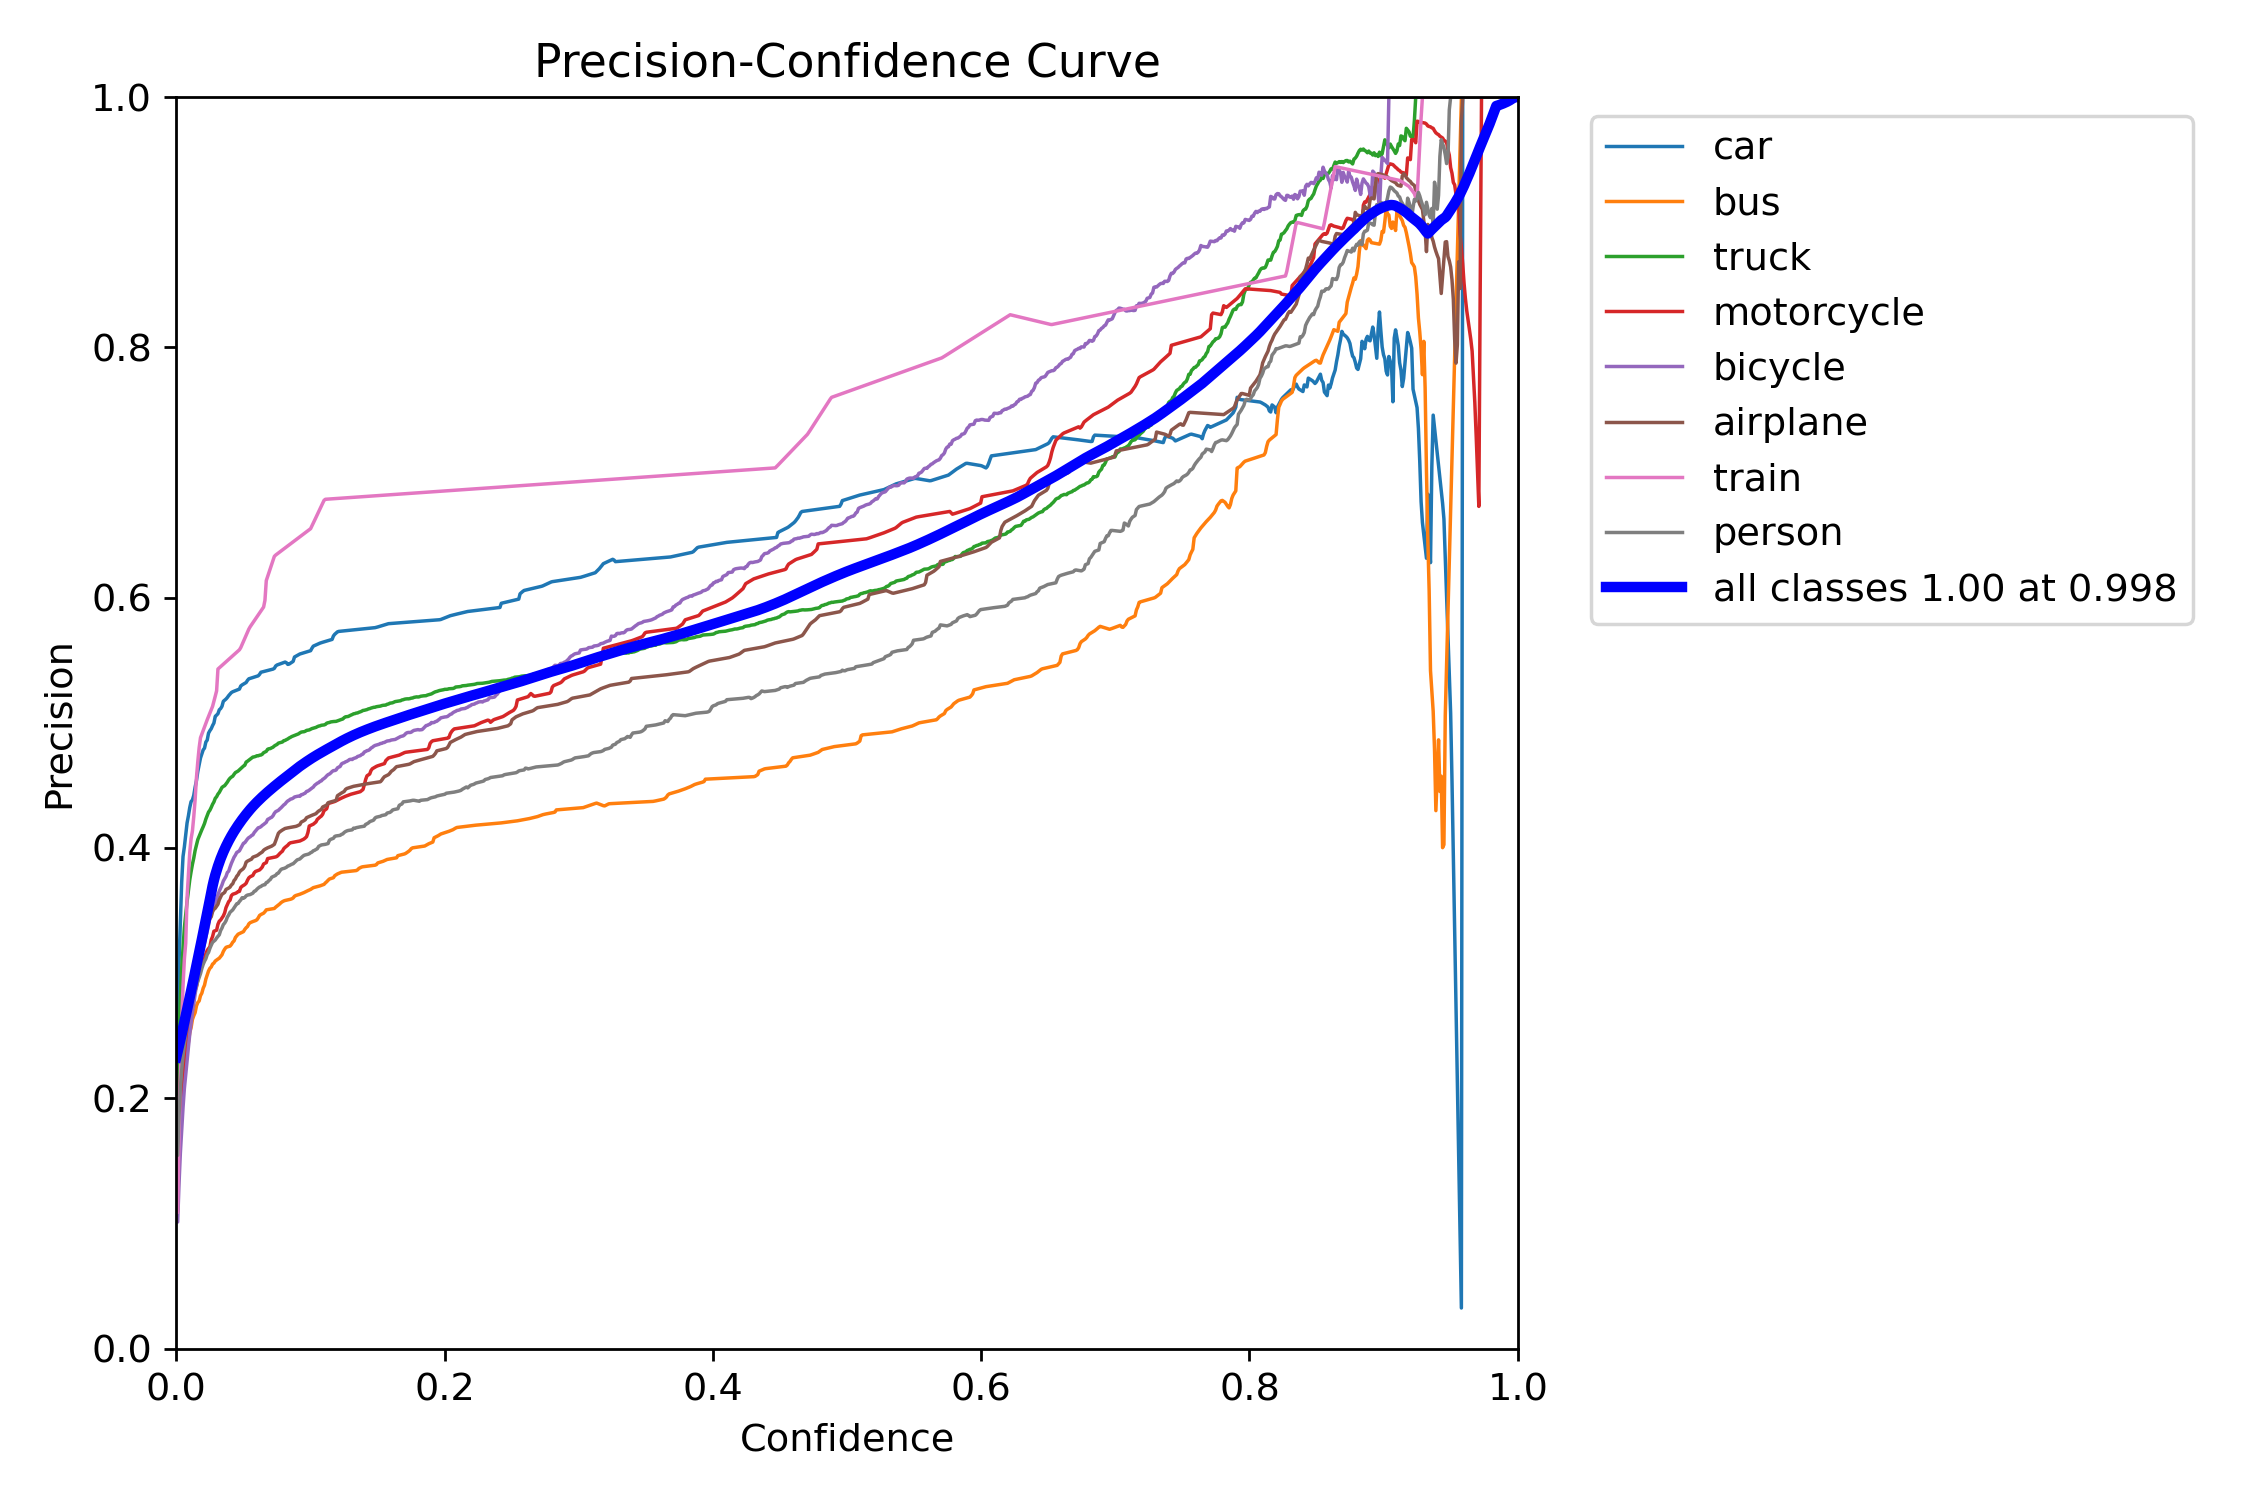 Precision-Confidence Curve
1.0
0.8
0.6
0.4
0.2
0.0
Precision
0.0 0.2 0.4 0.6 0.8 1.0
Confidence
car
bus
truck
motorcycle
bicycle
airplane
train
person
all classes 1.00 at 0.998